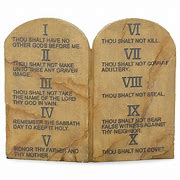 I
THOU SHALT HAVE NO
OTHER GODS BEFORE ME.
II
THOU SHALT NOT MAKE
UNTO THEE ANY GRAVEN
IMAGE.
III
THOU SHALT NOT TAKE
THE NAME OF THE LORD
THY GOD IN VAIN.
IV
REMEMBER THE SABBATH
DAY TO KEEP IT HOLY.
V
HONOR THY FATHER AND
THY MOTHER
VI
THOU SHALT NOT KILL.
VII
THOU SHALT NOT COMMIT
ADULTERY
VIII
THOU SHALT NOT STEAL.
IX
THOU SHALT NOT BEAR
FALSE WITNESS AGAINST
THY NEIGHBOR
X
THOU SHALT NOT COVET